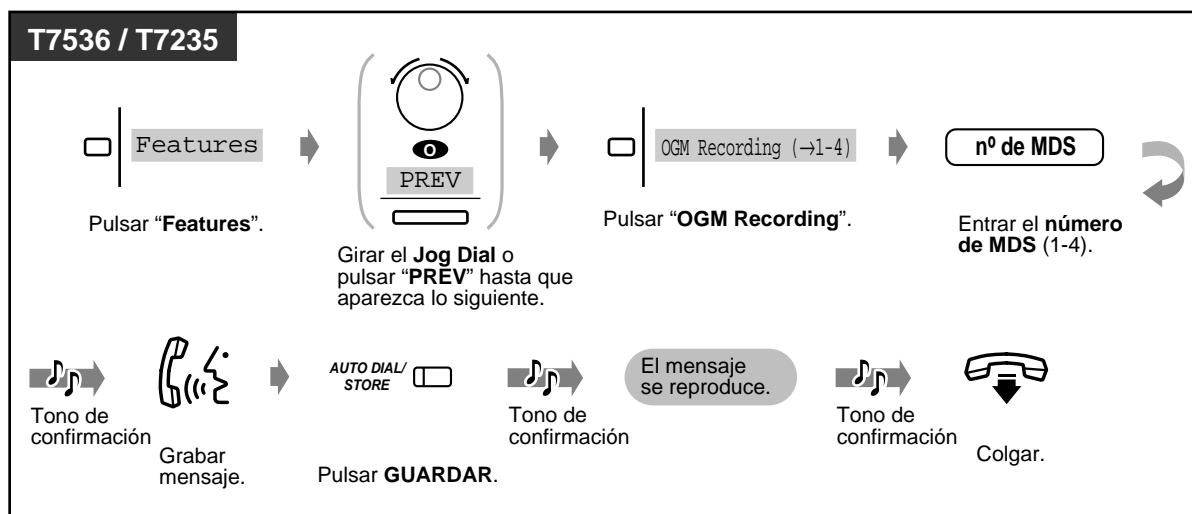 T7536 / T7235
Features
PREV
OGM Recording (→1-4)
nº de MDS
Pulsar “Features”.
Girar el Jog Dial o
pulsar “PREV” hasta que
aparezca lo siguiente.
Pulsar “OGM Recording”.
Entrar el número
de MDS (1-4).
Tono de
confirmación
Grabar
mensaje.
AUTO DIAL/
STORE
Pulsar GUARDAR.
Tono de
confirmación
El mensaje
se reproduce.
Tono de
confirmación
Colgar.